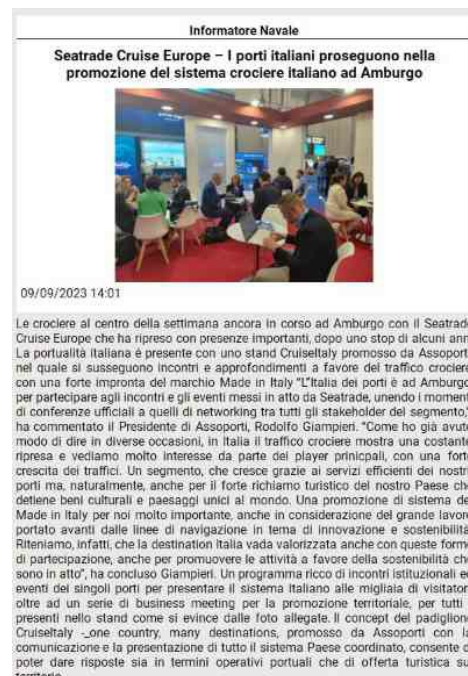 Informatore Navale
Seatrade Cruise Europe – I porti italiani proseguono nella
promozione del sistema crociere italiano ad Amburgo
09/09/2023 14:01
Le crociere al centro della settimana ancora in corso ad Amburgo con il Seatrade
Cruise Europe che ha ripreso con presenze importanti, dopo uno stop di alcuni ann
La portualità italiana è presente con uno stand CruiseItaly promosso da Assoport
nel quale si susseguono incontri e approfondimenti a favore del traffico crociere
con una forte impronta del marchio Made in Italy "L'Italia dei porti è ad Amburgo
per partecipare agli incontri e gli eventi messi in atto da Seatrade, unendo i moment
di conferenze ufficiali a quelli di networking tra tutti gli stakeholder del segmento,"
ha commentato il Presidente di Assoporti, Rodolfo Giampieri. "Come ho già avuto
modo di dire in diverse occasioni, in Italia il traffico crociere mostra una costante
ripresa e vediamo molto interesse da parte dei player prinicpali, con una forte
crescita dei traffici. Un segmento, che cresce grazie ai servizi efficienti dei nostr
porti ma, naturalmente, anche per il forte richiamo turistico del nostro Paese che
detiene beni culturali e paesaggi unici al mondo. Una promozione di sistema de
Made in Italy per noi molto importante, anche in considerazione del grande lavoro
portato avanti dalle linee di navigazione in tema di innovazione e sostenibilità
Riteniamo, infatti, che la destination Italia vada valorizzata anche con queste forme
di partecipazione, anche per promuovere le attività a favore della sostenibilità che
sono in atto", ha concluso Giampieri. Un programma ricco di incontri istituzionali ed
eventi dei singoli porti per presentare il sistema italiano alle migliaia di visitator
oltre ad un serie di business meeting per la promozione territoriale, per tutti
presenti nello stand come si evince dalle foto allegate. Il concept del padiglione
CruiseItaly -_one country, many destinations, promosso da Assoporti con la
comunicazione e la presentazione di tutto il sistema Paese coordinato, consente d
poter dare risposte sia in termini operativi portuali che di offerta turistica su
territorio